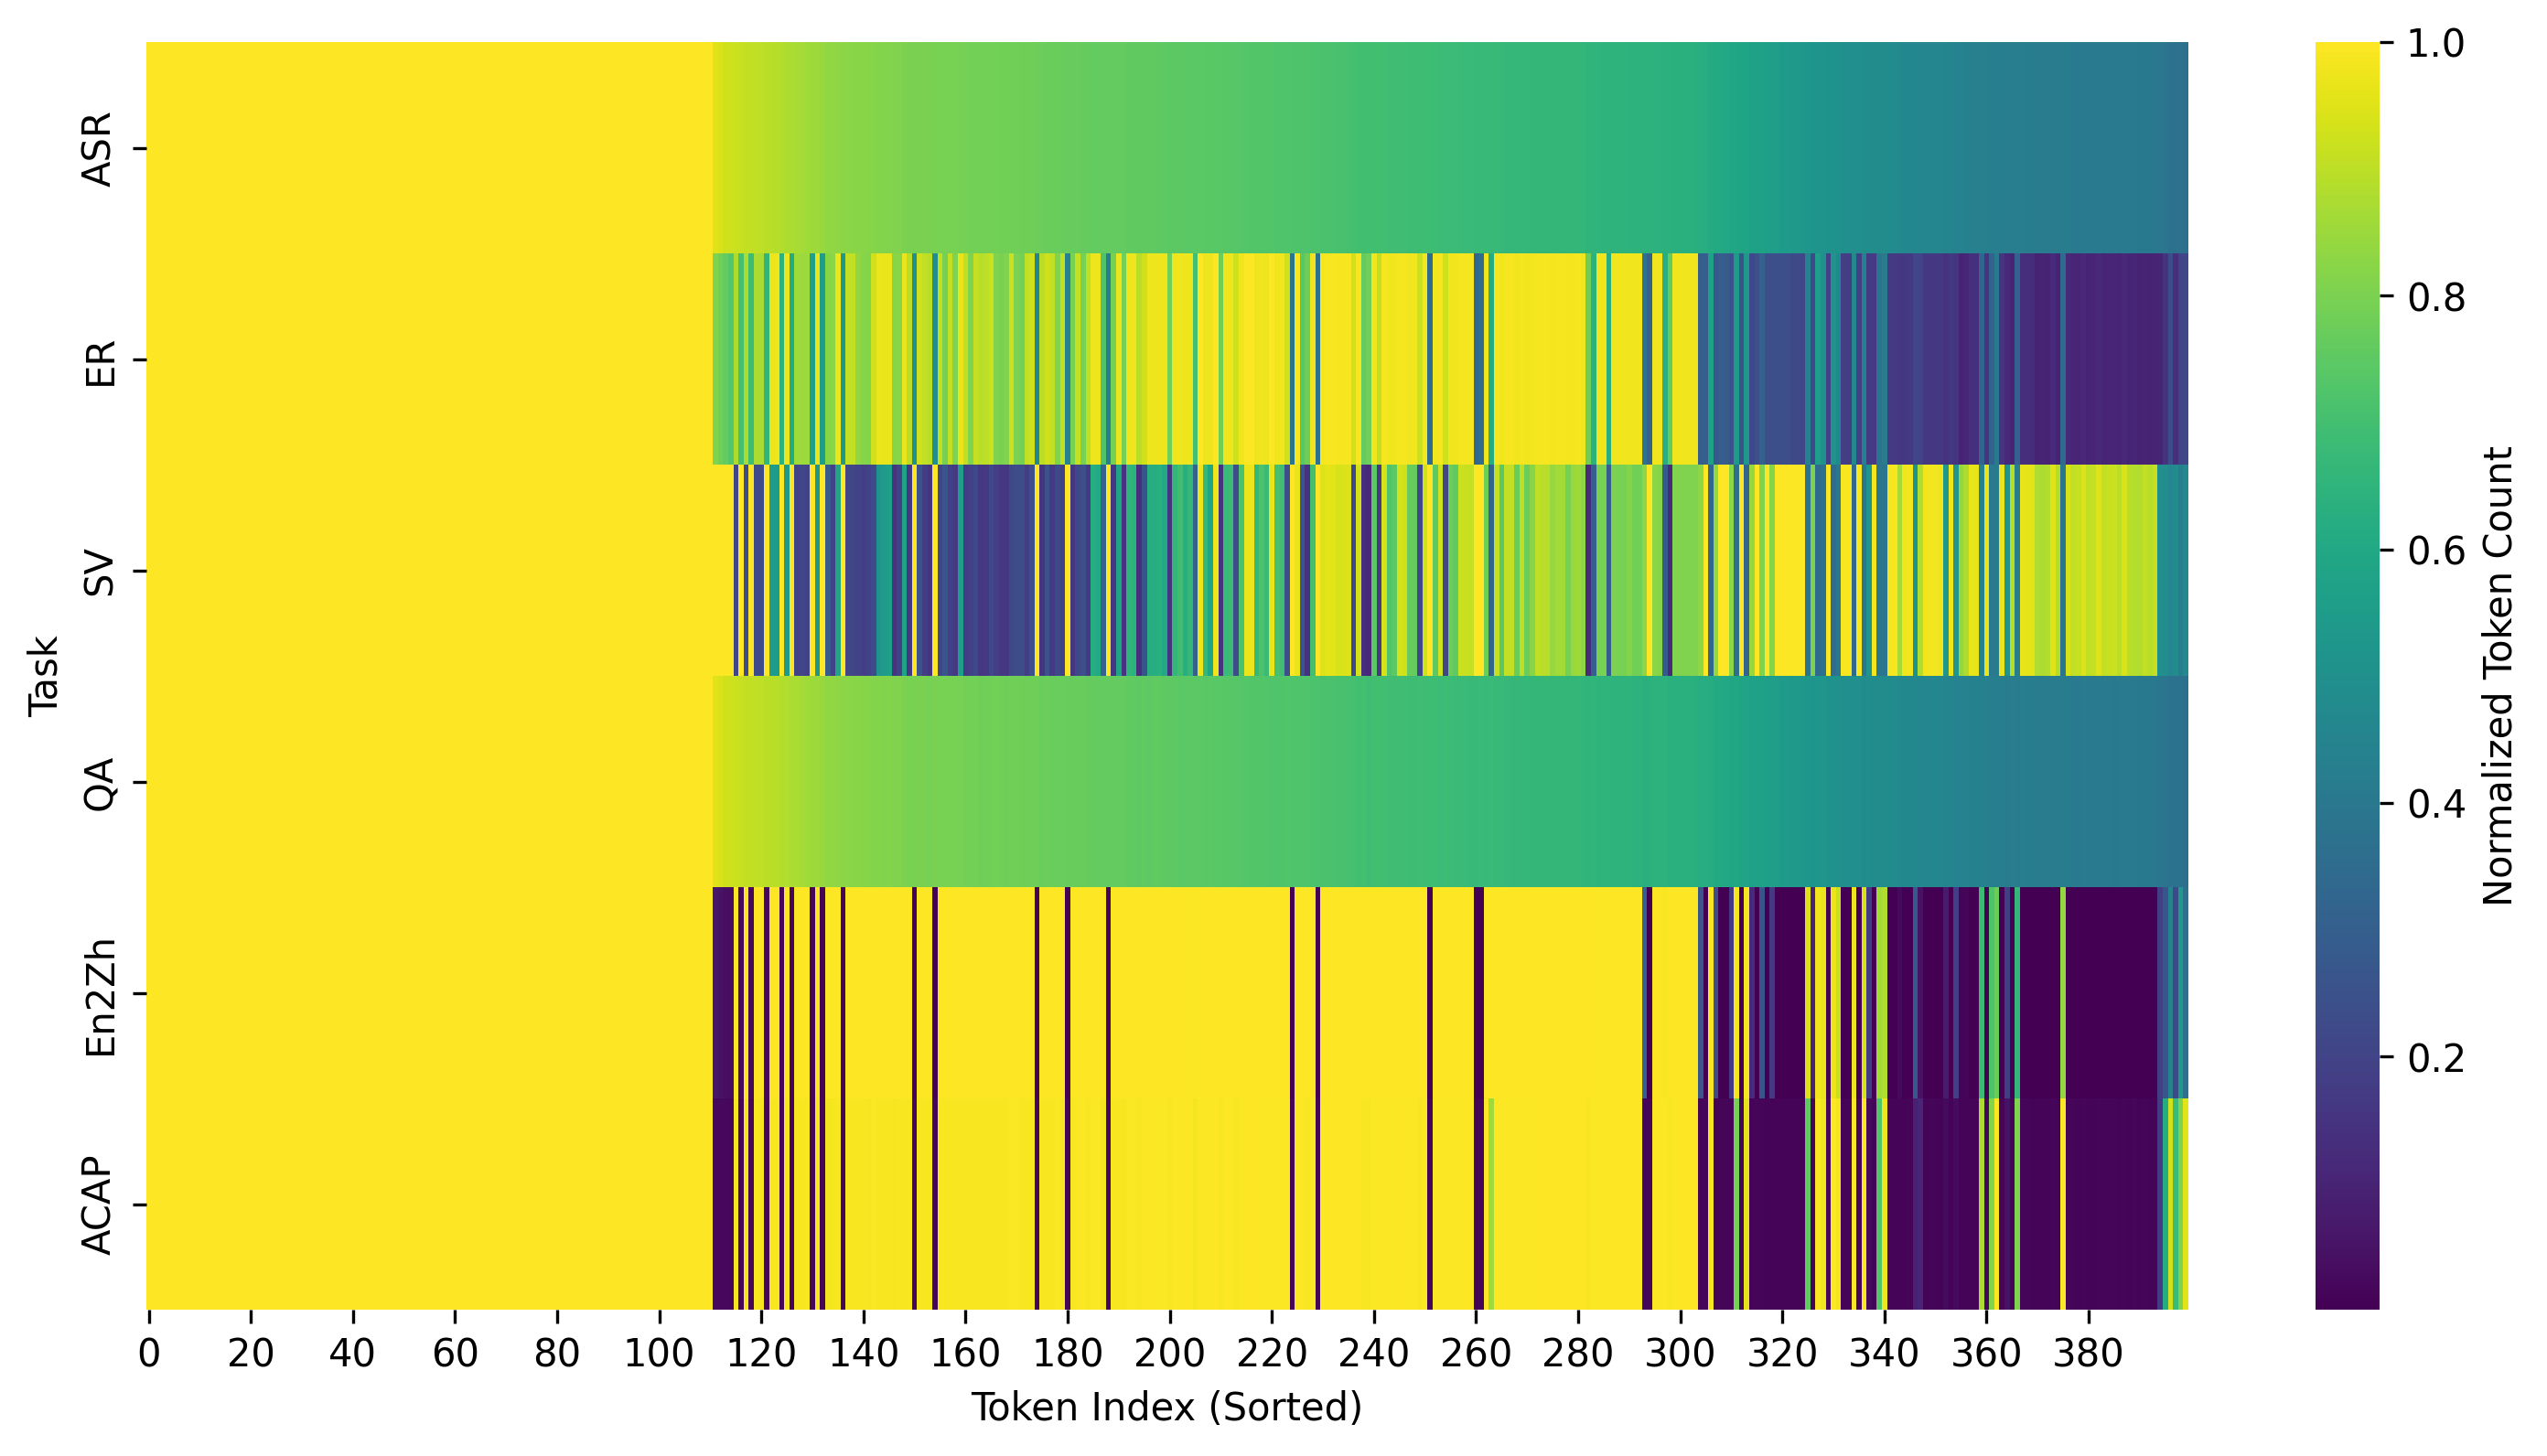 Task
ASR
ER
SV
QA
En2Zh
ACAP
0 20 40 60 80 100 120 140 160 180 200 220 240 260 280 300 320 340 360 380
Token Index (Sorted)
1.0
0.8
0.6
0.4
0.2
Normalized Token Count